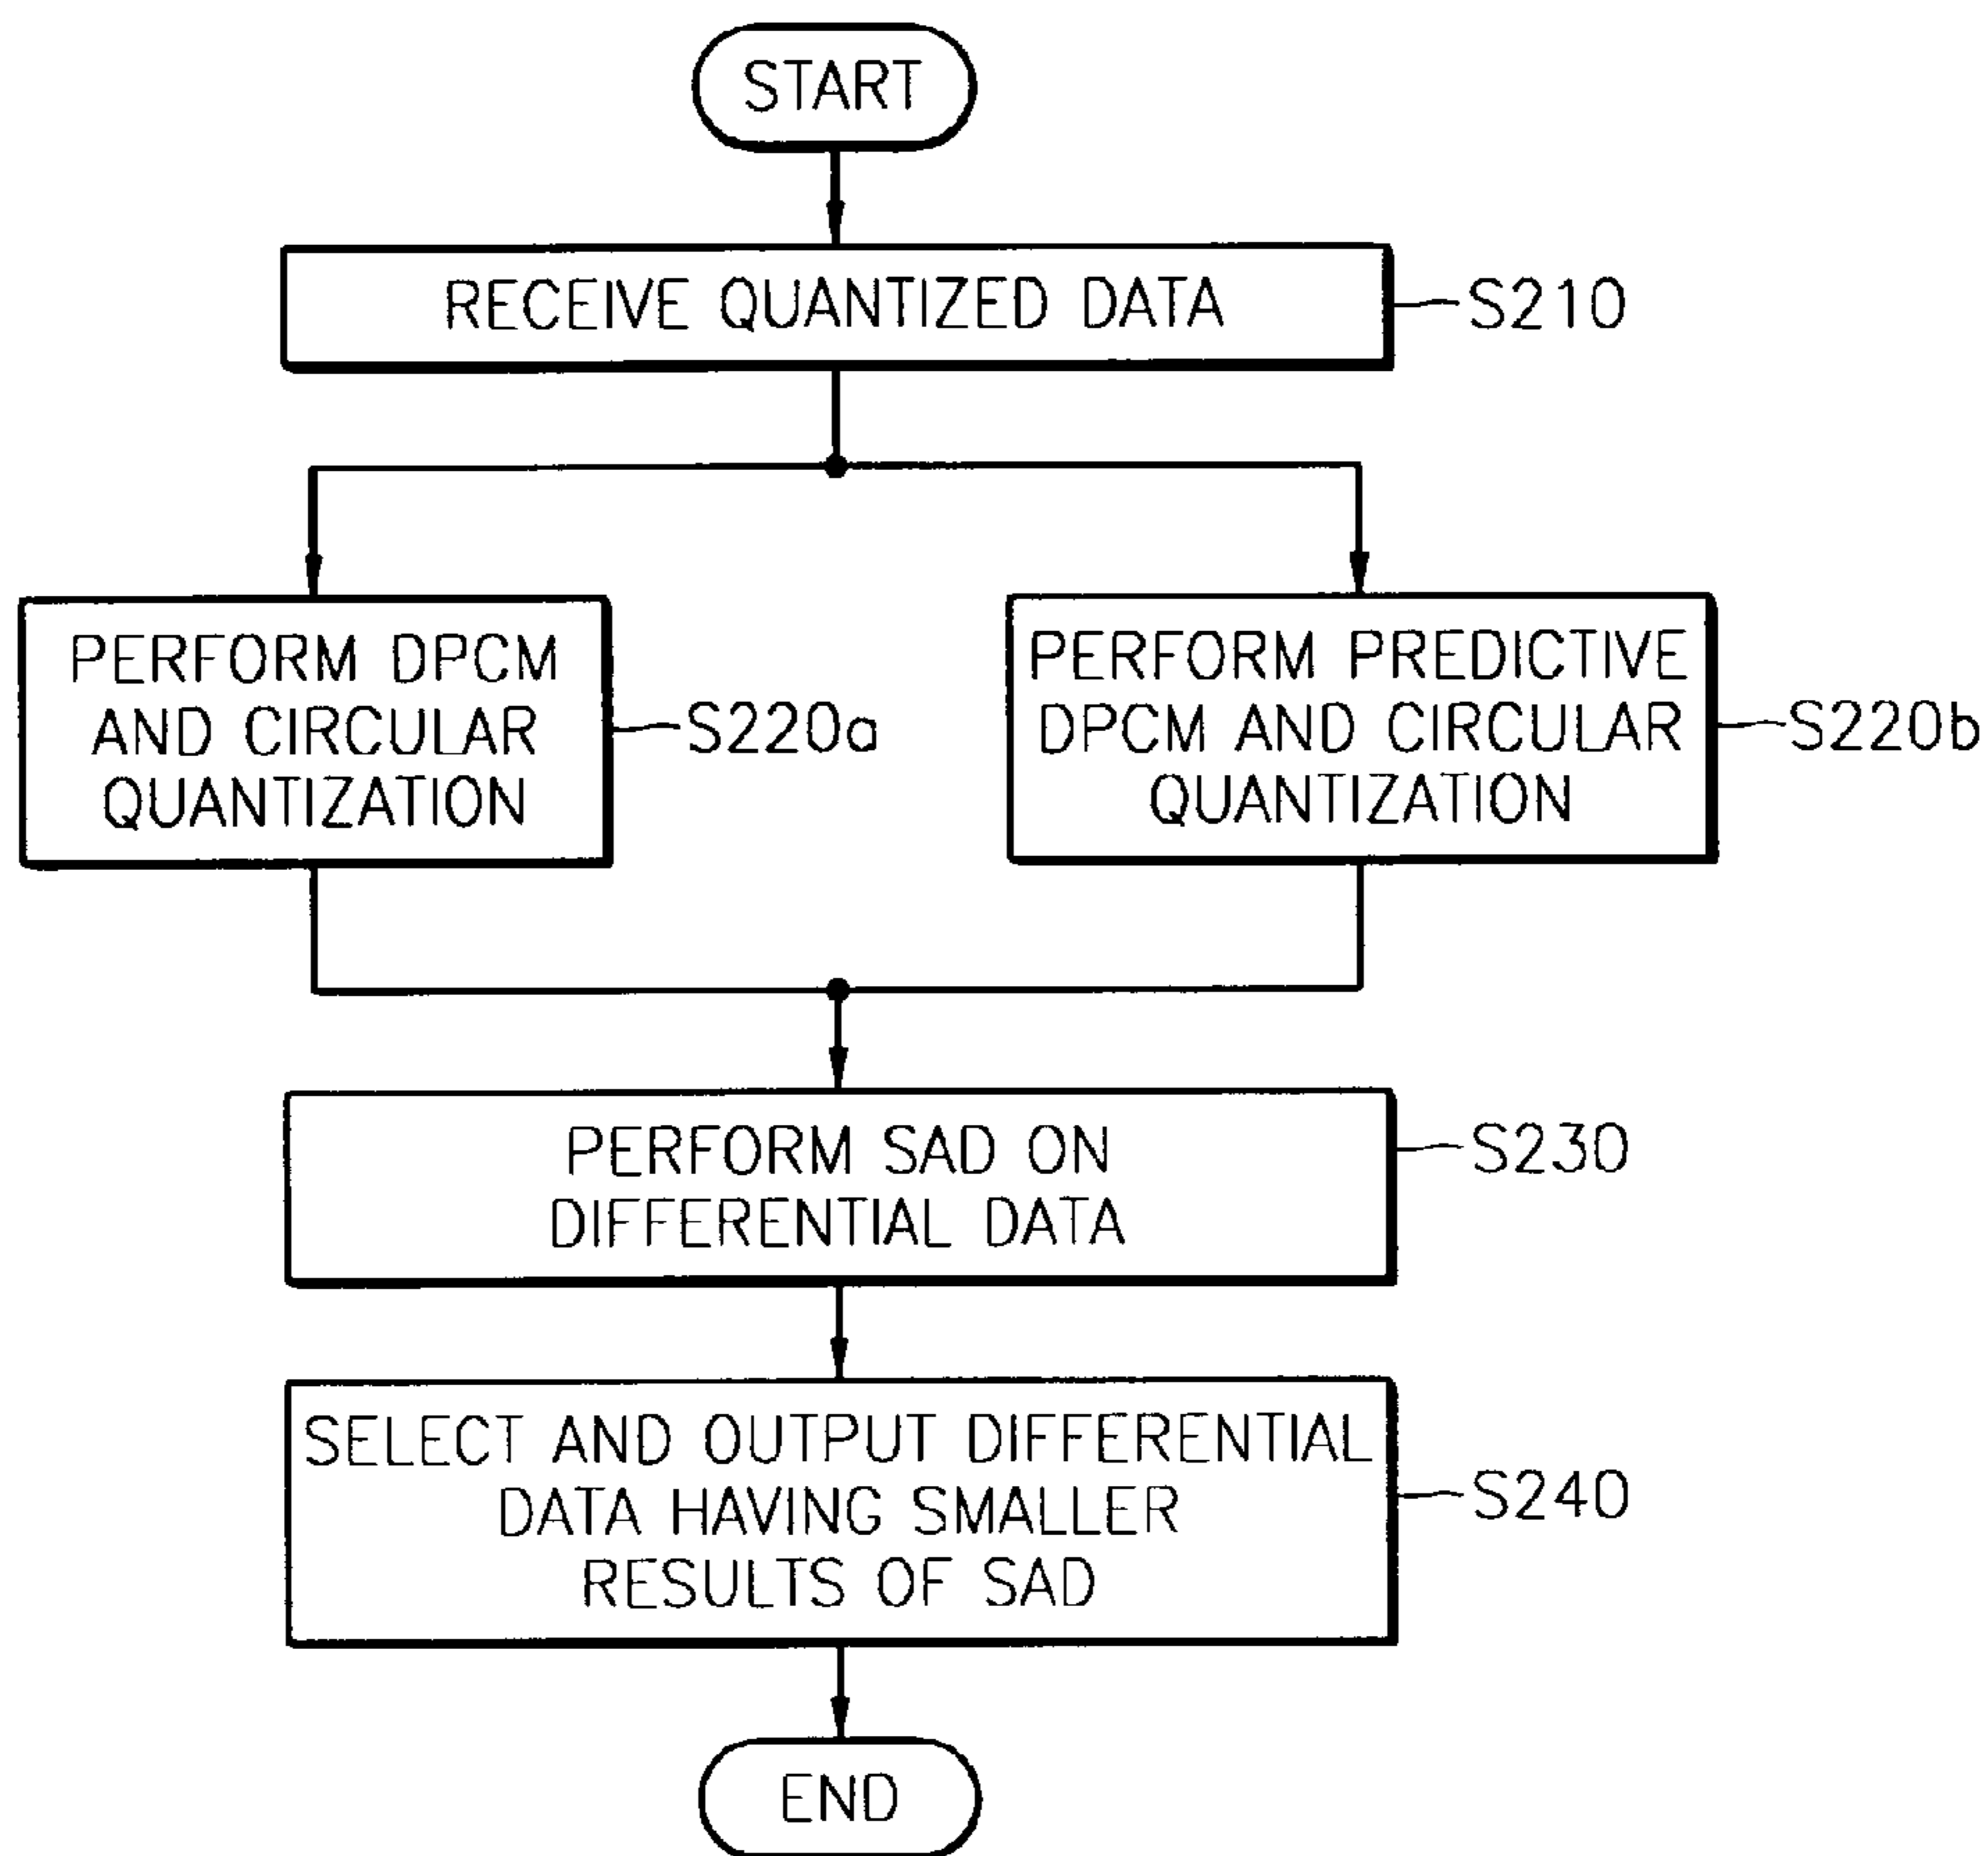 START
RECEIVE QUANTIZED DATA
S210
PERFORM DPCM
AND CIRCULAR
QUANTIZATION
S220a
PERFORM PREDICTIVE
DPCM AND CIRCULAR
QUANTIZATION
S220b
PERFORM SAD ON
DIFFERENTIAL DATA
S230
SELECT AND OUTPUT DIFFERENTIAL
DATA HAVING SMALLER
RESULTS OF SAD
S240
END